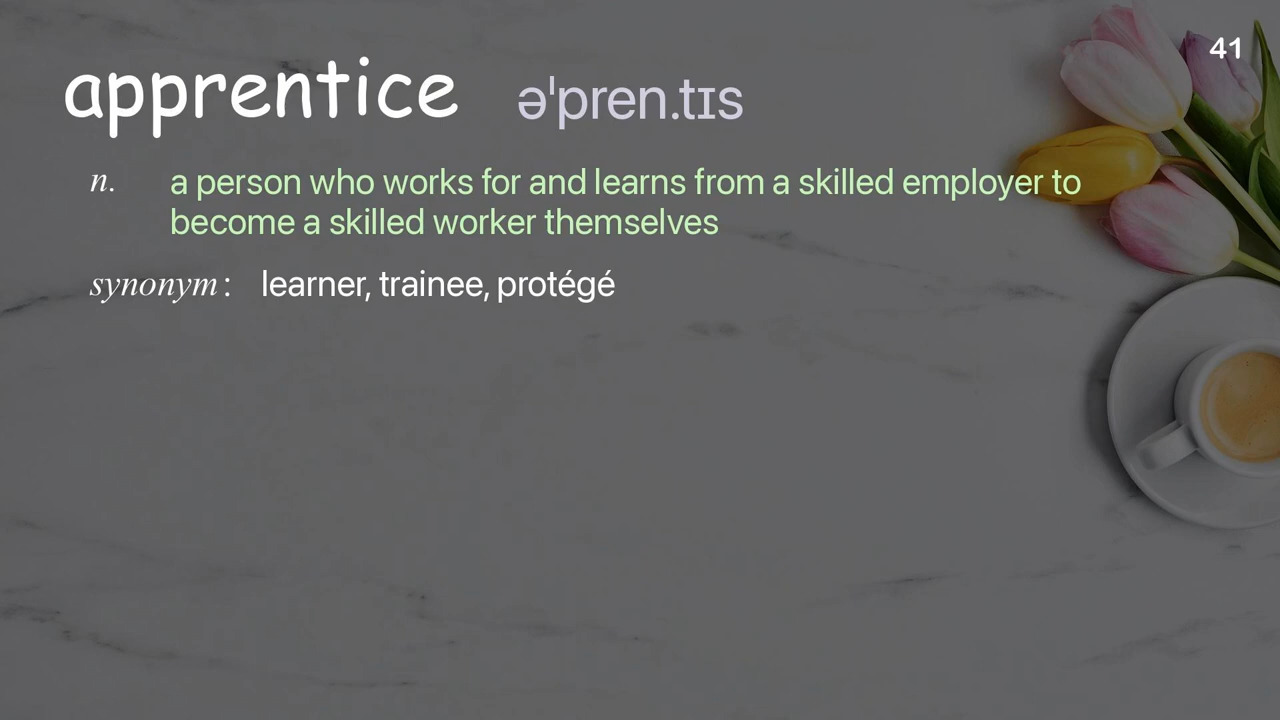 41
apprentice əˈpren.tɪs
n. a person who works for and learns from a skilled employer to
become a skilled worker themselves
synonym: learner, trainee, protégé